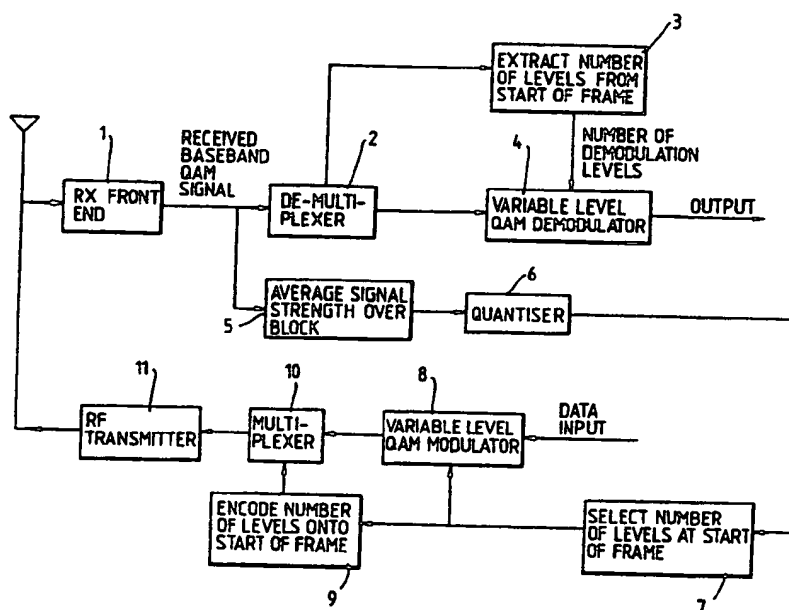 3
EXTRACT NUMBER
OF LEVELS FROM
START OF FRAME
1
RECEIVED
BASEBAND
QAM
SIGNAL
2
NUMBER OF
DEMODULATION
LEVELS
4
RX FRONT
END
DE-MULTI-
PLEXER
VARIABLE LEVEL
QAM DEMODULATOR
OUTPUT
AVERAGE SIGNAL
STRENGTH OVER
BLOCK
5
6
QUANTISER
11
10
8
DATA
INPUT
RF
TRANSMITTER
MULTI-
PLEXER
VARIABLE LEVEL
QAM MODULATOR
ENCODE NUMBER
OF LEVELS ONTO
START OF FRAME
SELECT NUMBER
OF LEVELS AT START
OF FRAME
9
7